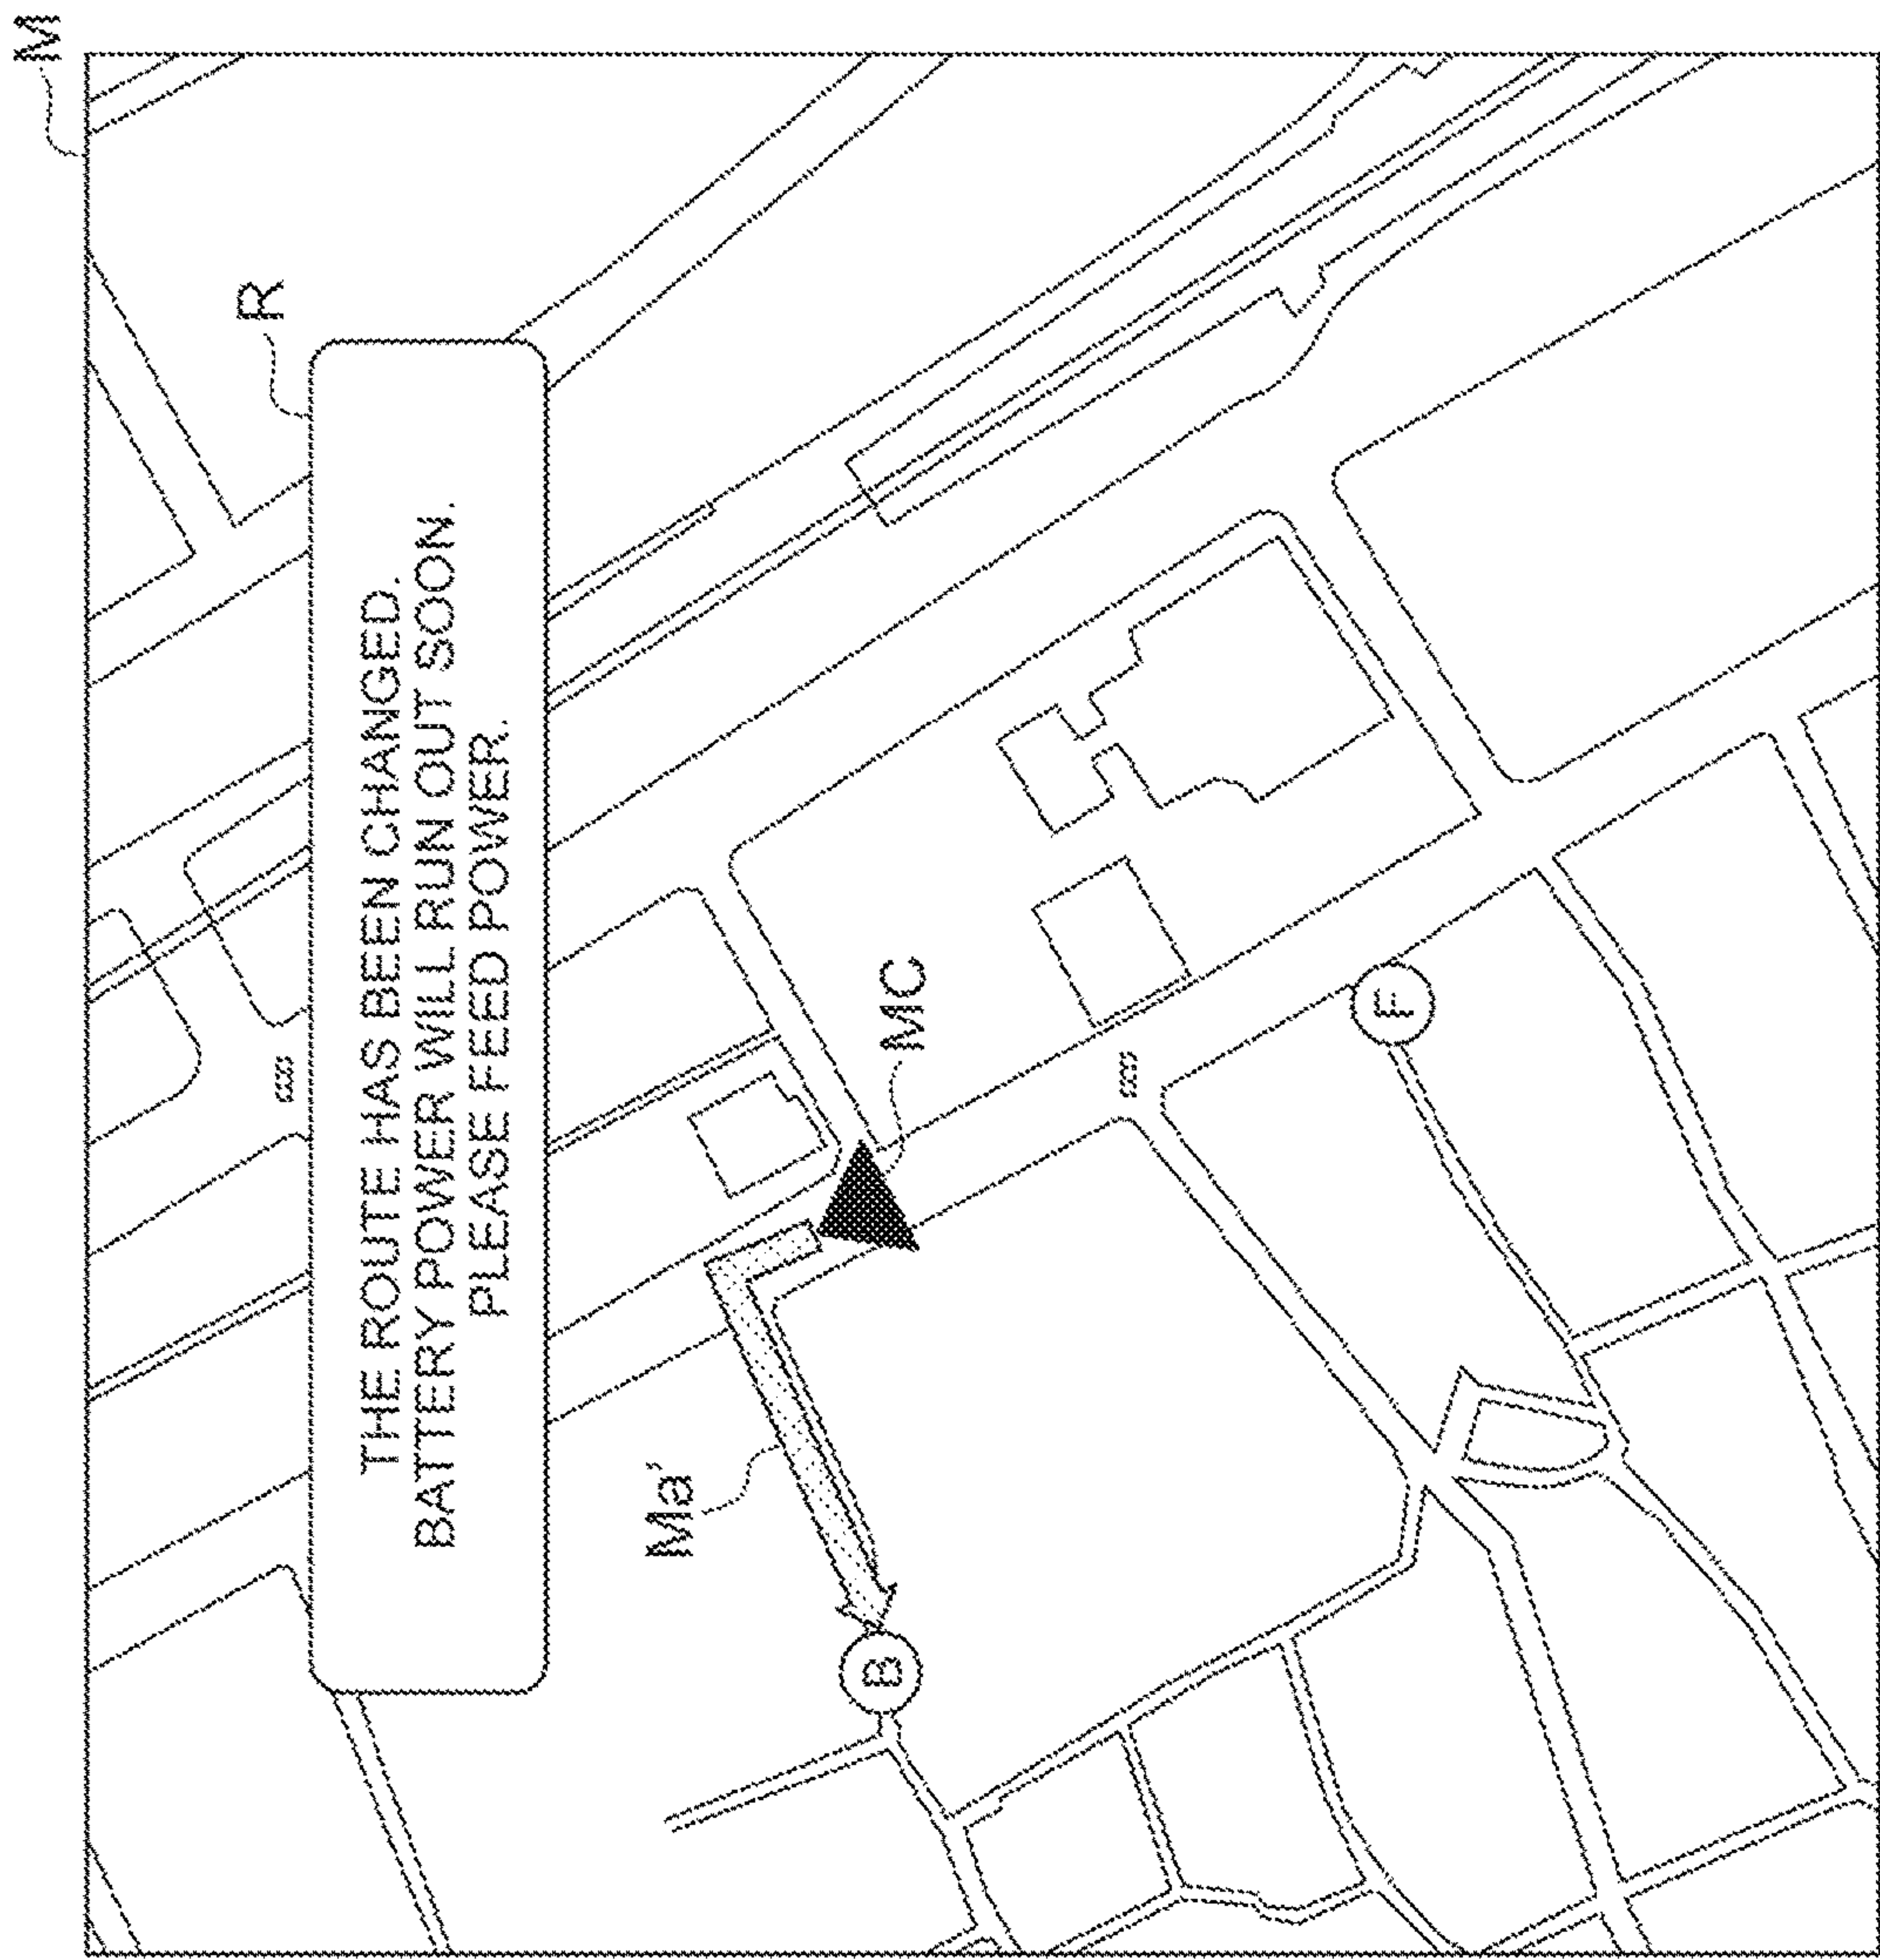 M
R
THE ROUTE HAS BEEN CHANGED.
BATTERY POWER WILL RUN OUT SOON.
PLEASE FEED POWER.
Ma'
MC
B
F